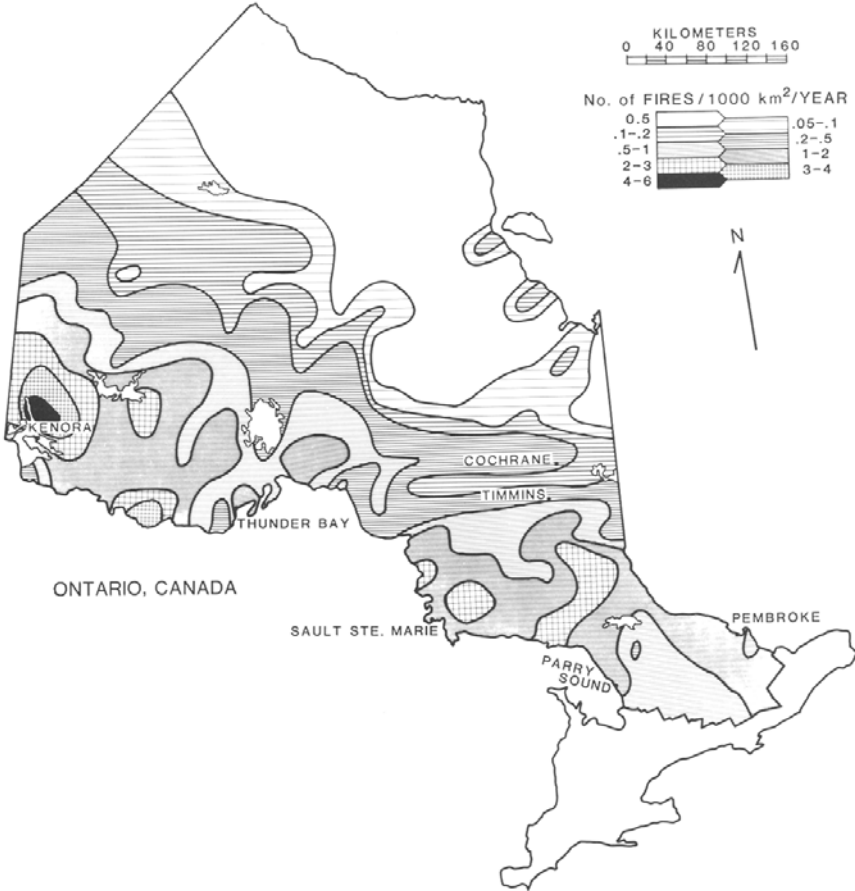 KILOMETERS
0 40 80 120 160
No. of FIRES/1000 km²/YEAR
0.5 .05-.1
.1-.2 .2-.5
.5-1 1-2
2-3 3-4
4-6
N
KENORA
COCHRANE
TIMMINS
THUNDER BAY
ONTARIO, CANADA
SAULT STE. MARIE
PEMBROKE
PARRY
SOUND